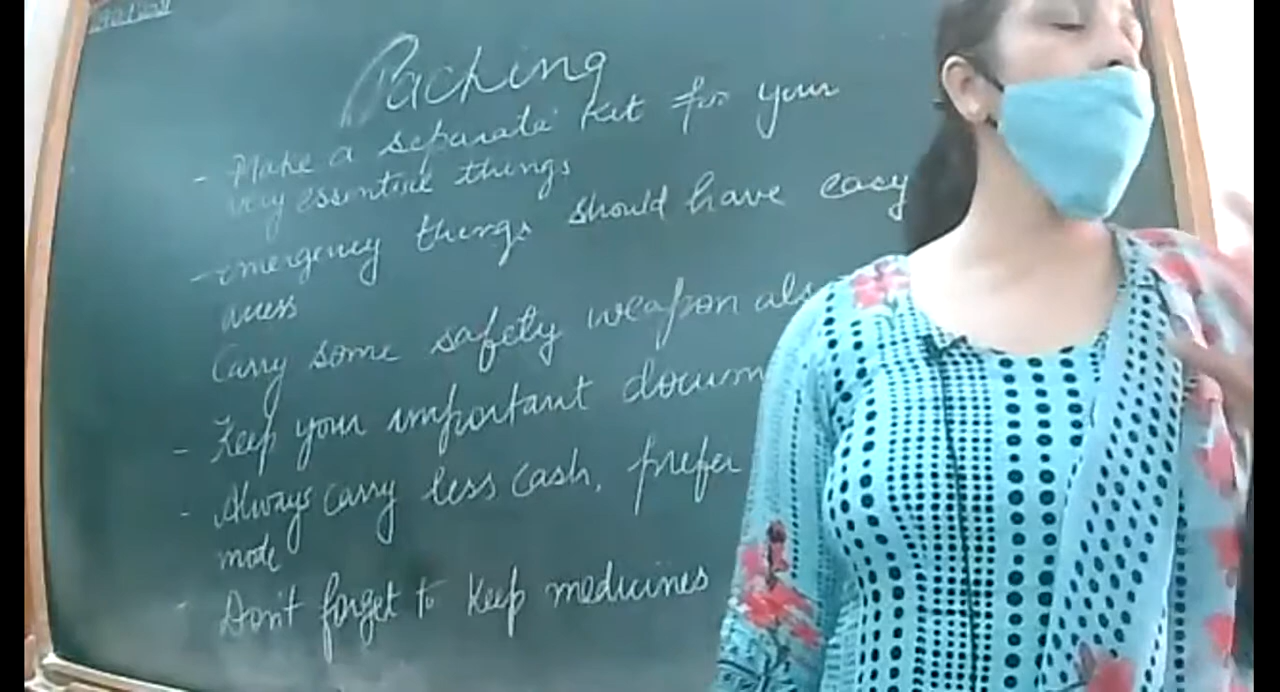 Packing
- Make a separate kit for your
very essential things
- emergency things should have easy
access
Carry some safety weapon als
- Keep your important docum
- Always carry less cash, prefer
mode
- Don't forget to keep medicines